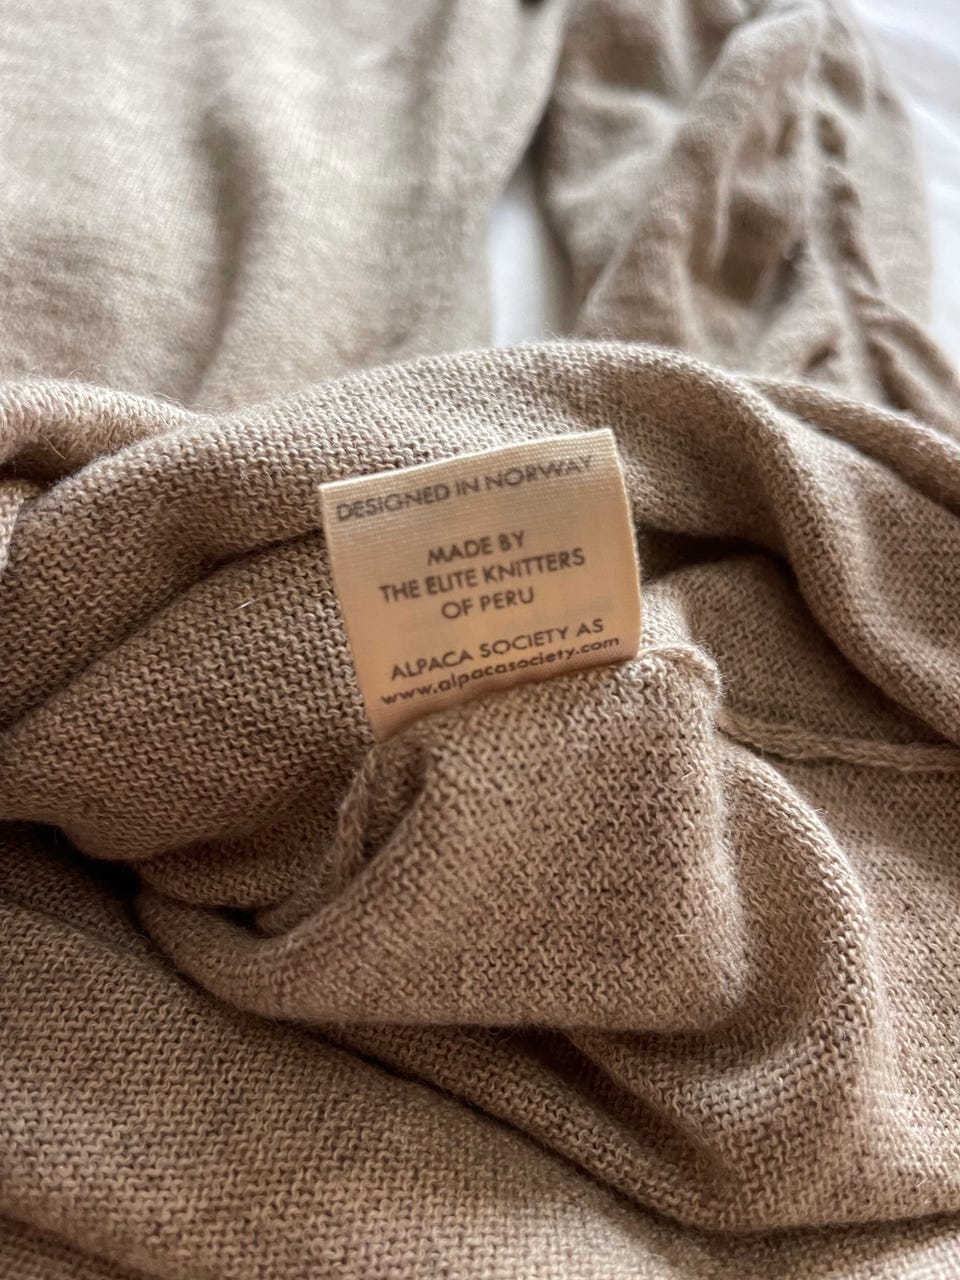 DESIGNED IN NORWAY
MADE BY
THE ELITE KNITTERS
OF PERU
ALPACA SOCIETY AS
www.alpacasociety.com